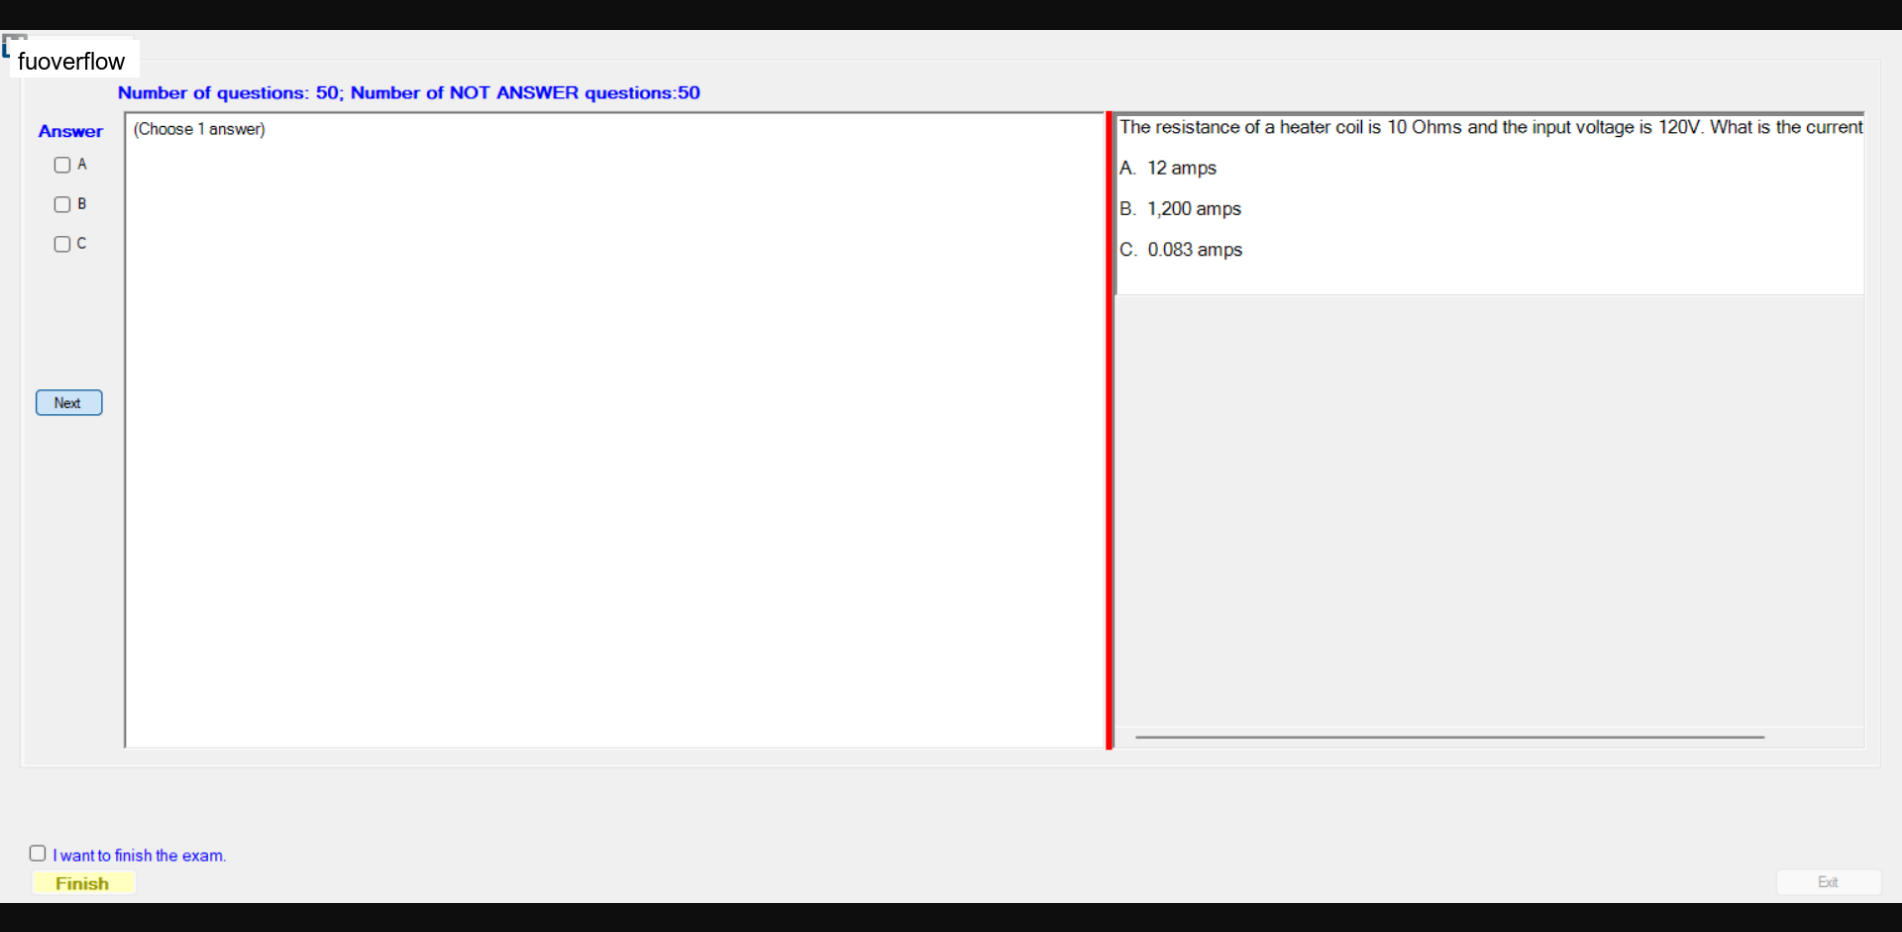 fuoverflow
Number of questions: 50; Number of NOT ANSWER questions:50
Answer
A
B
C
Next
(Choose 1 answer)
The resistance of a heater coil is 10 Ohms and the input voltage is 120V. What is the current
A. 12 amps
B. 1,200 amps
C. 0.083 amps
I want to finish the exam.
Finish
Exit